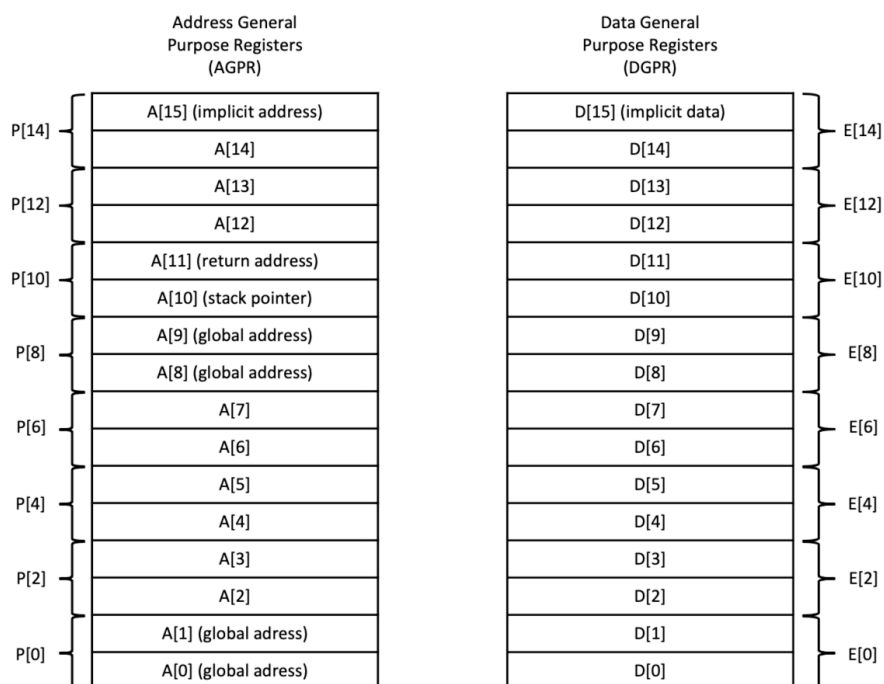 Address General
Purpose Registers
(AGPR)
Data General
Purpose Registers
(DGPR)
P[14]
A[15] (implicit address)
A[14]
D[15] (implicit data)
D[14]
E[14]
P[12]
A[13]
A[12]
D[13]
D[12]
E[12]
P[10]
A[11] (return address)
A[10] (stack pointer)
D[11]
D[10]
E[10]
P[8]
A[9] (global address)
A[8] (global address)
D[9]
D[8]
E[8]
P[6]
A[7]
A[6]
D[7]
D[6]
E[6]
P[4]
A[5]
A[4]
D[5]
D[4]
E[4]
P[2]
A[3]
A[2]
D[3]
D[2]
E[2]
P[0]
A[1] (global adress)
A[0] (global adress)
D[1]
D[0]
E[0]